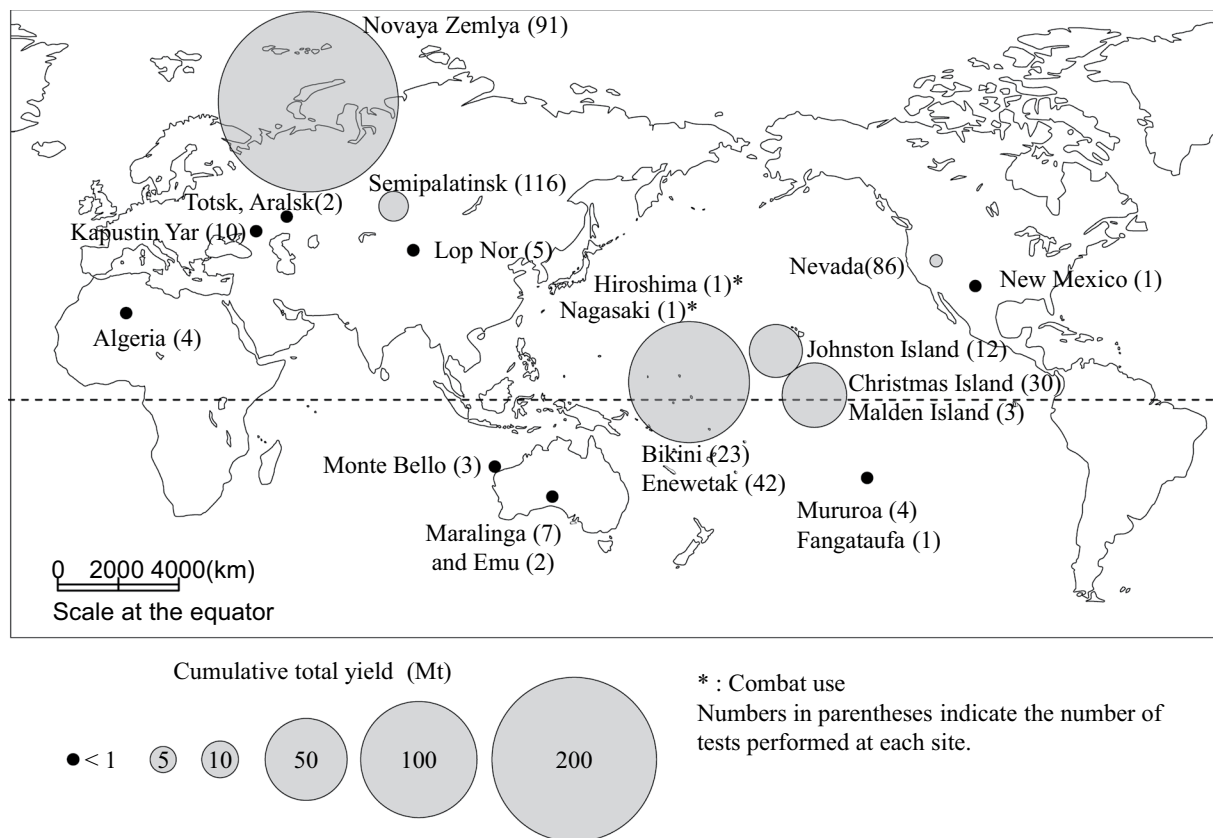 Novaya Zemlya (91)
Semipalatinsk (116)
Totsk, Aralsk(2)
Kapustin Yar (10)
Lop Nor (5)
Nevada(86)
New Mexico (1)
Hiroshima (1)*
Nagasaki (1)*
Algeria (4)
Johnston Island (12)
Christmas Island (30)
Malden Island (3)
Bikini (23)
Enewetak (42)
Monte Bello (3)
Mururoa (4)
Fangataufa (1)
Maralinga (7)
and Emu (2)
0 2000 4000(km)
Scale at the equator
Cumulative total yield (Mt)
< 1 5 10 50 100 200
* : Combat use
Numbers in parentheses indicate the number of
tests performed at each site.